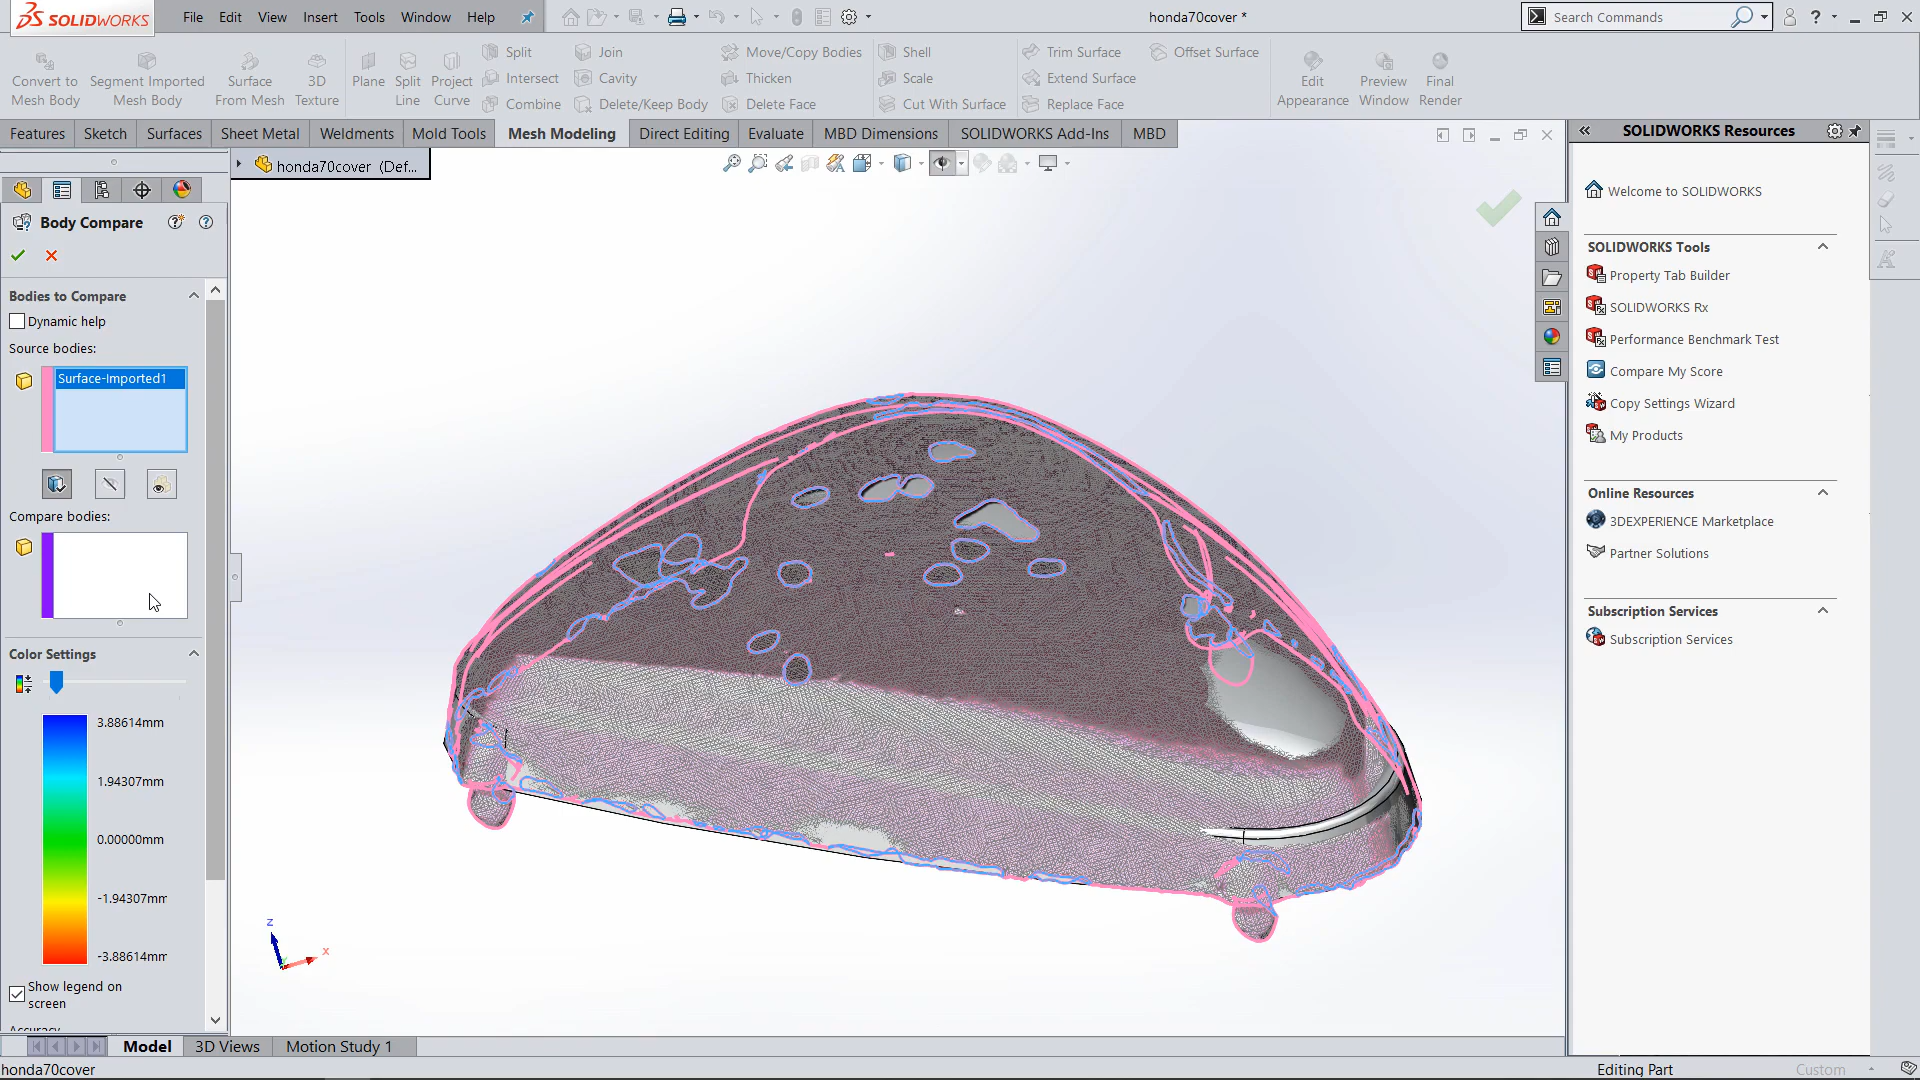 SOLIDWORKS
File Edit View Insert Tools Window Help
honda70cover *
Search Commands
Convert to Mesh Body
Segment Imported Mesh Body
Surface From Mesh
3D Texture
Plane
Split Line
Project Curve
Split
Intersect
Combine
Join
Cavity
Delete/Keep Body
Move/Copy Bodies
Thicken
Delete Face
Shell
Scale
Cut With Surface
Trim Surface
Extend Surface
Replace Face
Offset Surface
Edit Appearance
Preview Window
Final Render
Features Sketch Surfaces Sheet Metal Weldments Mold Tools Mesh Modeling Direct Editing Evaluate MBD Dimensions SOLIDWORKS Add-Ins MBD
honda70cover (Def...
Body Compare
Bodies to Compare
Dynamic help
Source bodies:
Surface-Imported1
Compare bodies:
Color Settings
3.88614mm
1.94307mm
0.00000mm
-1.94307mm
-3.88614mm
Show legend on
screen
Accuracy
z
x
SOLIDWORKS Resources
Welcome to SOLIDWORKS
SOLIDWORKS Tools
Property Tab Builder
SOLIDWORKS Rx
Performance Benchmark Test
Compare My Score
Copy Settings Wizard
My Products
Online Resources
3DEXPERIENCE Marketplace
Partner Solutions
Subscription Services
Subscription Services
Model 3D Views Motion Study 1
honda70cover
Editing Part
Custom